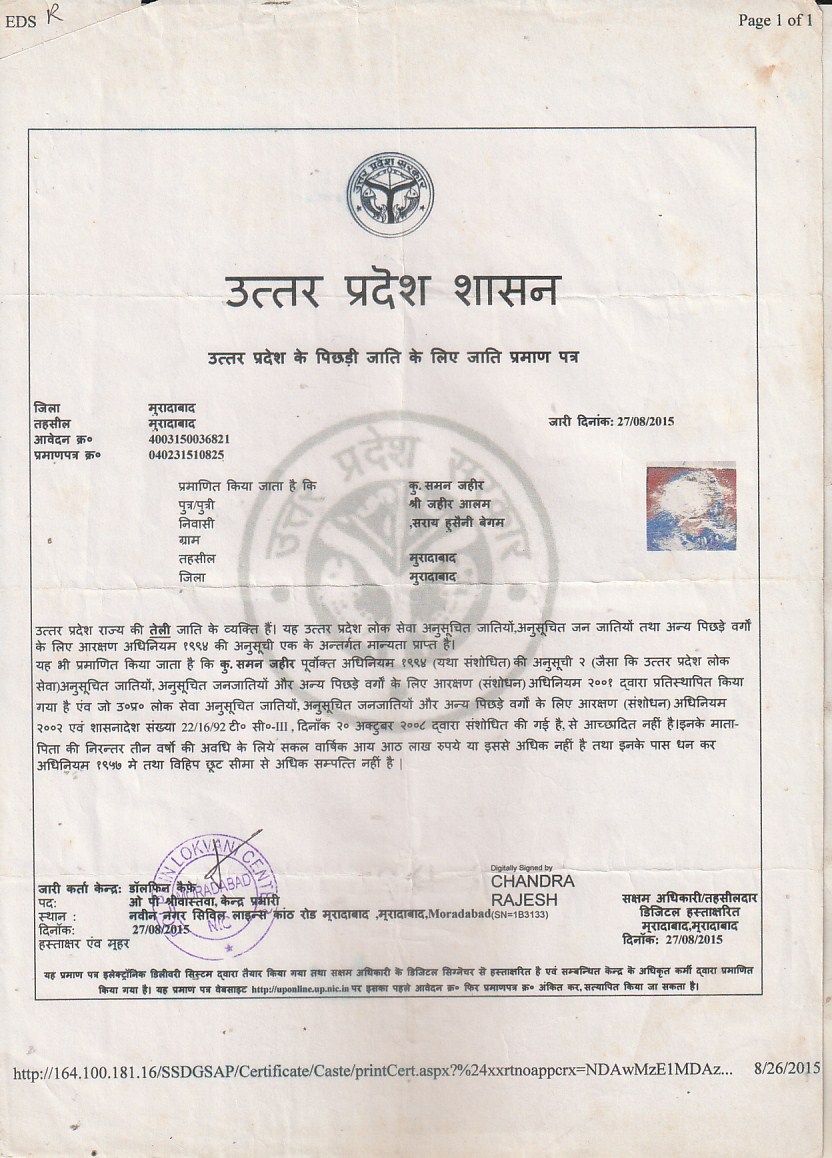 EDS R
Page 1 of 1
उत्तर प्रदेश सरकार
उत्तर प्रदेश शासन
उत्तर प्रदेश के पिछड़ी जाति के लिए जाति प्रमाण पत्र
जिला मुरादाबाद
तहसील मुरादाबाद
जारी दिनांक: 27/08/2015
आवेदन क्र० 4003150036821
प्रमाणपत्र क्र० 040231510825
प्रमाणित किया जाता है कि कु. समन जहीर
पुत्र/पुत्री श्री जहीर आलम
निवासी ,सराय हुसैनी बेगम
ग्राम
तहसील मुरादाबाद
जिला मुरादाबाद
उत्तर प्रदेश सरकार
उत्तर प्रदेश राज्य की तेली जाति के व्यक्ति हैं। यह उत्तर प्रदेश लोक सेवा अनुसूचित जातियों,अनुसूचित जन जातियों तथा अन्य पिछड़े वर्गों
के लिए आरक्षण अधिनियम १९९४ की अनुसूची एक के अन्तर्गत मान्यता प्राप्त हैं।
यह भी प्रमाणित किया जाता है कि कु. समन जहीर पूर्वोक्त अधिनियम १९९४ (यथा संशोधित) की अनुसूची २ (जैसा कि उत्तर प्रदेश लोक
सेवा)अनुसूचित जातियों, अनुसूचित जनजातियों और अन्य पिछड़े वर्गों के लिए आरक्षण (संशोधन) अधिनियम २००१ द्वारा प्रतिस्थापित किया
गया है एंव जो उ०प्र० लोक सेवा अनुसूचित जातियों, अनुसूचित जनजातियों और अन्य पिछड़े वर्गों के लिए आरक्षण (संशोधन) अधिनियम
२००२ एवं शासनादेश संख्या 22/16/92 टी० सी०-III , दिनाँक २० अक्टूबर २००८ द्वारा संशोधित की गई है, से आच्छादित नहीं है।इनके माता-
पिता की निरन्तर तीन वर्षो की अवधि के लिये सकल वार्षिक आय आठ लाख रुपये या इससे अधिक नहीं है तथा इनके पास धन कर
अधिनियम १९५७ मे तथा विहिप छूट सीमा से अधिक सम्पत्ति नहीं है |
LOKVANI CENTER
MORADABAD
NIC
Digitally Signed by
CHANDRA
RAJESH
(SN=1B3133)
जारी कर्ता केन्द्र: डॉलफिन कैफे
पद: ओ पी श्रीवास्तवा, केन्द्र प्रभारी
स्थान : नवीन नगर सिविल लाइन्स कांठ रोड मुरादाबाद ,मुरादाबाद,Moradabad
दिनाँक: 27/08/2015
हस्ताक्षर एंव मुहर
सक्षम अधिकारी/तहसीलदार
डिजिटल हस्ताक्षरित
मुरादाबाद,मुरादाबाद
दिनाँक: 27/08/2015
यह प्रमाण पत्र इलेक्ट्रॉनिक डिलीवरी सिस्टम द्वारा तैयार किया गया तथा सक्षम अधिकारी के डिजिटल सिग्नेचर से हस्ताक्षरित है एवं सम्बन्धित केन्द्र के अधिकृत कर्मी द्वारा प्रमाणित
किया गया है। यह प्रमाण पत्र वेबसाइट http://uponline.up.nic.in पर इसका पहले आवेदन क्र० फिर प्रमाणपत्र क्र० अंकित कर, सत्यापित किया जा सकता है।
http://164.100.181.16/SSDGSAP/Certificate/Caste/printCert.aspx?%24xxrtnoappcrx=NDAwMzE1MDAz... 8/26/2015